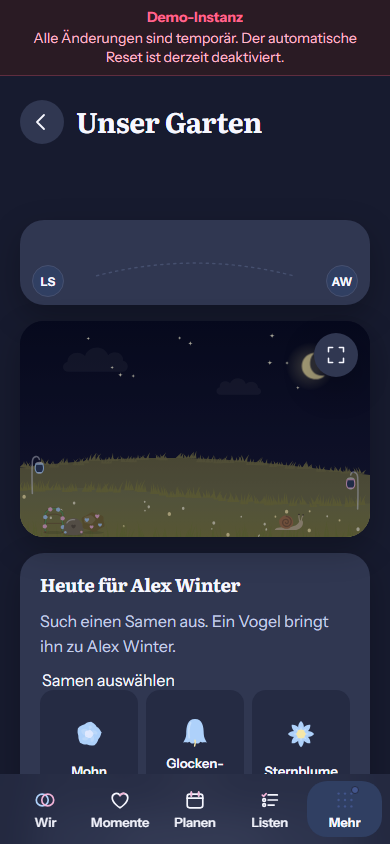 Demo-Instanz
Alle Änderungen sind temporär. Der automatische
Reset ist derzeit deaktiviert.
Unser Garten
LS
AW
Heute für Alex Winter
Such einen Samen aus. Ein Vogel bringt
ihn zu Alex Winter.
Samen auswählen
Mohn
Glocken-
Sternblume
Wir
Momente
Planen
Listen
Mehr